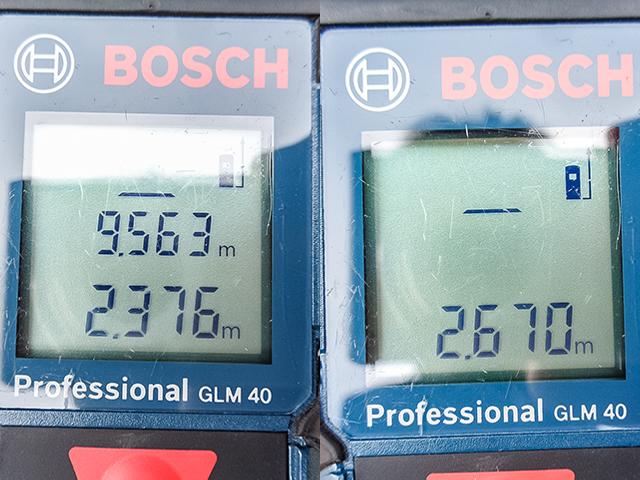 BOSCH
9.563 m
2.376 m
Professional GLM 40
BOSCH
2.670 m
Professional GLM 40